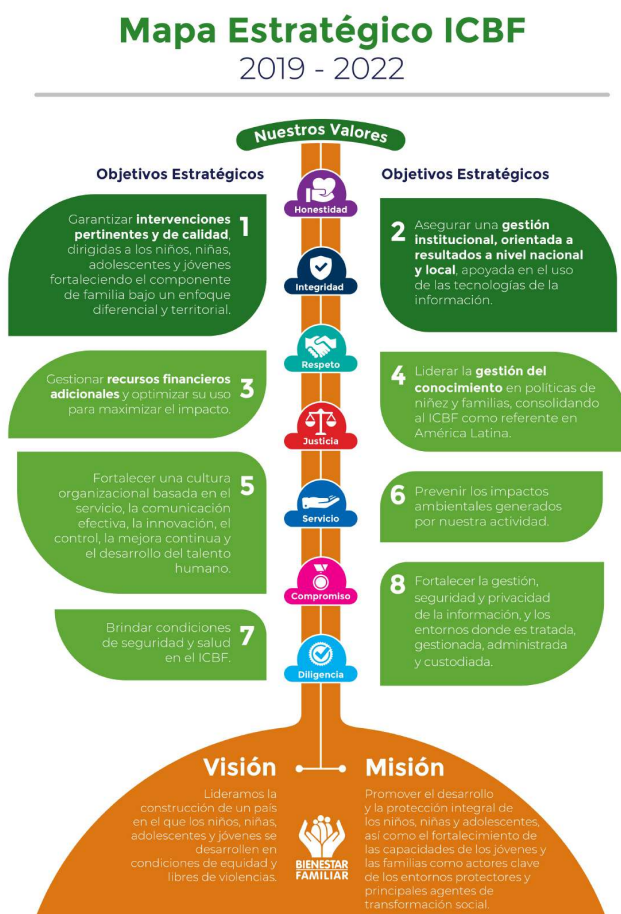 Mapa Estratégico ICBF
2019 - 2022
Nuestros Valores
Objetivos Estratégicos
Objetivos Estratégicos
Honestidad
Garantizar intervenciones
pertinentes y de calidad,
dirigidas a los niños, niñas,
adolescentes y jóvenes
fortaleciendo el componente
de familia bajo un enfoque
diferencial y territorial.
1
2
Asegurar una gestión
institucional, orientada a
resultados a nivel nacional
y local, apoyada en el uso
de las tecnologías de la
información.
Integridad
Respeto
Gestionar recursos financieros
adicionales y optimizar su uso
para maximizar el impacto.
3
4
Liderar la gestión del
conocimiento en políticas de
niñez y familias, consolidando
al ICBF como referente en
América Latina.
Justicia
Fortalecer una cultura
organizacional basada en el
servicio, la comunicación
efectiva, la innovación, el
control, la mejora continua y
el desarrollo del talento
humano.
5
6
Prevenir los impactos
ambientales generados
por nuestra actividad.
Servicio
Compromiso
Brindar condiciones
de seguridad y salud
en el ICBF.
7
8
Fortalecer la gestión,
seguridad y privacidad
de la información, y los
entornos donde es tratada,
gestionada, administrada
y custodiada.
Diligencia
Visión
Lideramos la
construcción de un país
en el que los niños, niñas,
adolescentes y jóvenes se
desarrollen en
condiciones de equidad y
libres de violencias.
BIENESTAR
FAMILIAR
Misión
Promover el desarrollo
y la protección integral de
los niños, niñas y adolescentes,
así como el fortalecimiento de
las capacidades de los jóvenes y
las familias como actores clave
de los entornos protectores y
principales agentes de
transformación social.